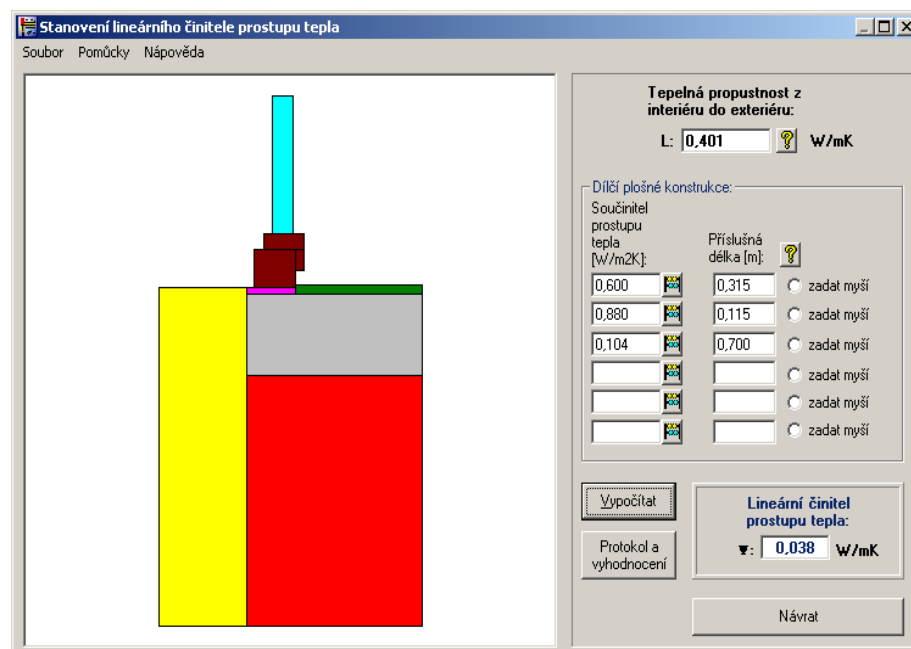 Stanovení lineárního činitele prostupu tepla
Soubor Pomůcky Nápověda
Tepelná propustnost z
interiéru do exteriéru:
L: 0,401 W/mK
Dílčí plošné konstrukce:
Součinitel
prostupu
tepla
[W/m2K]:
Příslušná
délka [m]:
0,600 0,315 zadat myší
0,880 0,115 zadat myší
0,104 0,700 zadat myší
zadat myší
zadat myší
zadat myší
Vypočítat
Protokol a
vyhodnocení
Lineární činitel
prostupu tepla:
Ψ: 0,038 W/mK
Návrat